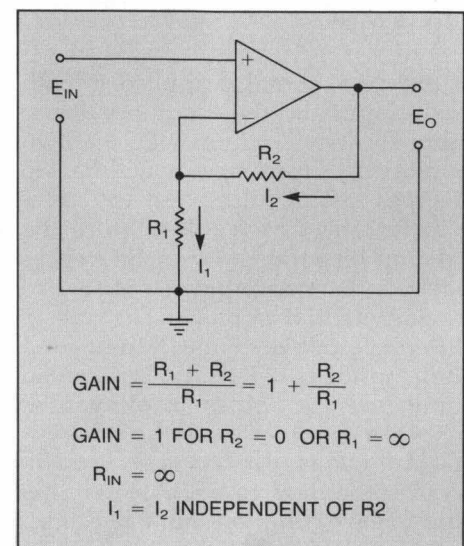 +
E_IN
E_O
−
R_2
I_2
R_1
I_1
GAIN = (R_1 + R_2)/R_1 = 1 + R_2/R_1
GAIN = 1 FOR R_2 = 0 OR R_1 = ∞
R_IN = ∞
I_1 = I_2 INDEPENDENT OF R2